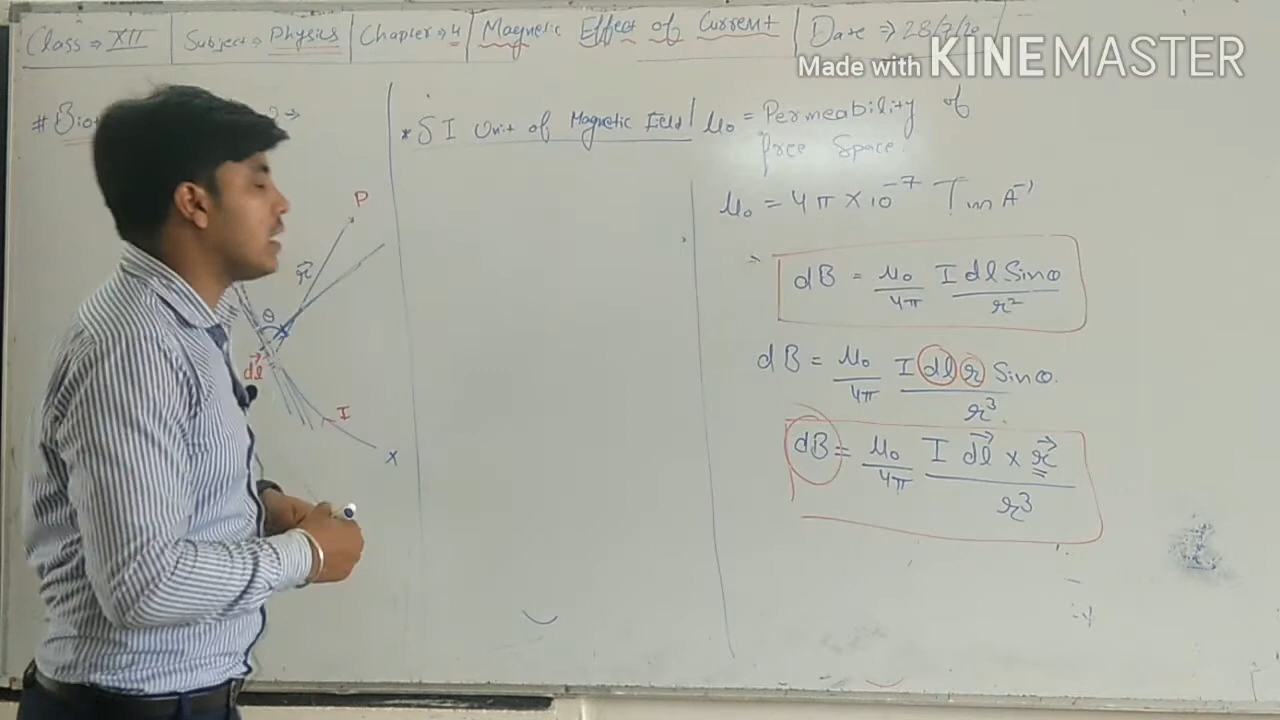 Class ⇒ XII | Subject ⇒ Physics | Chapter ⇒ 4 | Magnetic Effect of Current | Date ⇒ 28/7/20
Made with KINEMASTER
# Biot
P
r⃗
θ
dl⃗
I
X
* S I Unit of Magnetic Field
μ₀ = Permeability of
free Space.
μ₀ = 4π × 10⁻⁷ T m A⁻¹
dB = μ₀/4π I dl Sinθ/r²
dB = μ₀/4π I dl r Sinθ./r³.
dB = μ₀/4π I dl⃗ × r⃗/r³